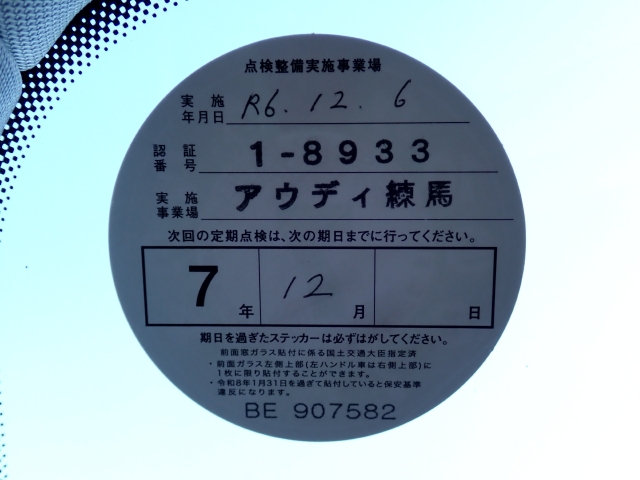 点検整備実施事業場
実施年月日 R6.12.6
認証番号 1-8933
実施事業場 アウディ練馬
次回の定期点検は、次の期日までに行ってください。
7年 12月 日
期日を過ぎたステッカーは必ずはがしてください。
前面窓ガラス貼付に係る国土交通大臣指定済
・前面ガラス左側上部(左ハンドル車は右側上部)に
1枚に限り貼付することができます。
・令和8年1月31日を過ぎて貼付していると保安基準
違反になります。
BE 907582